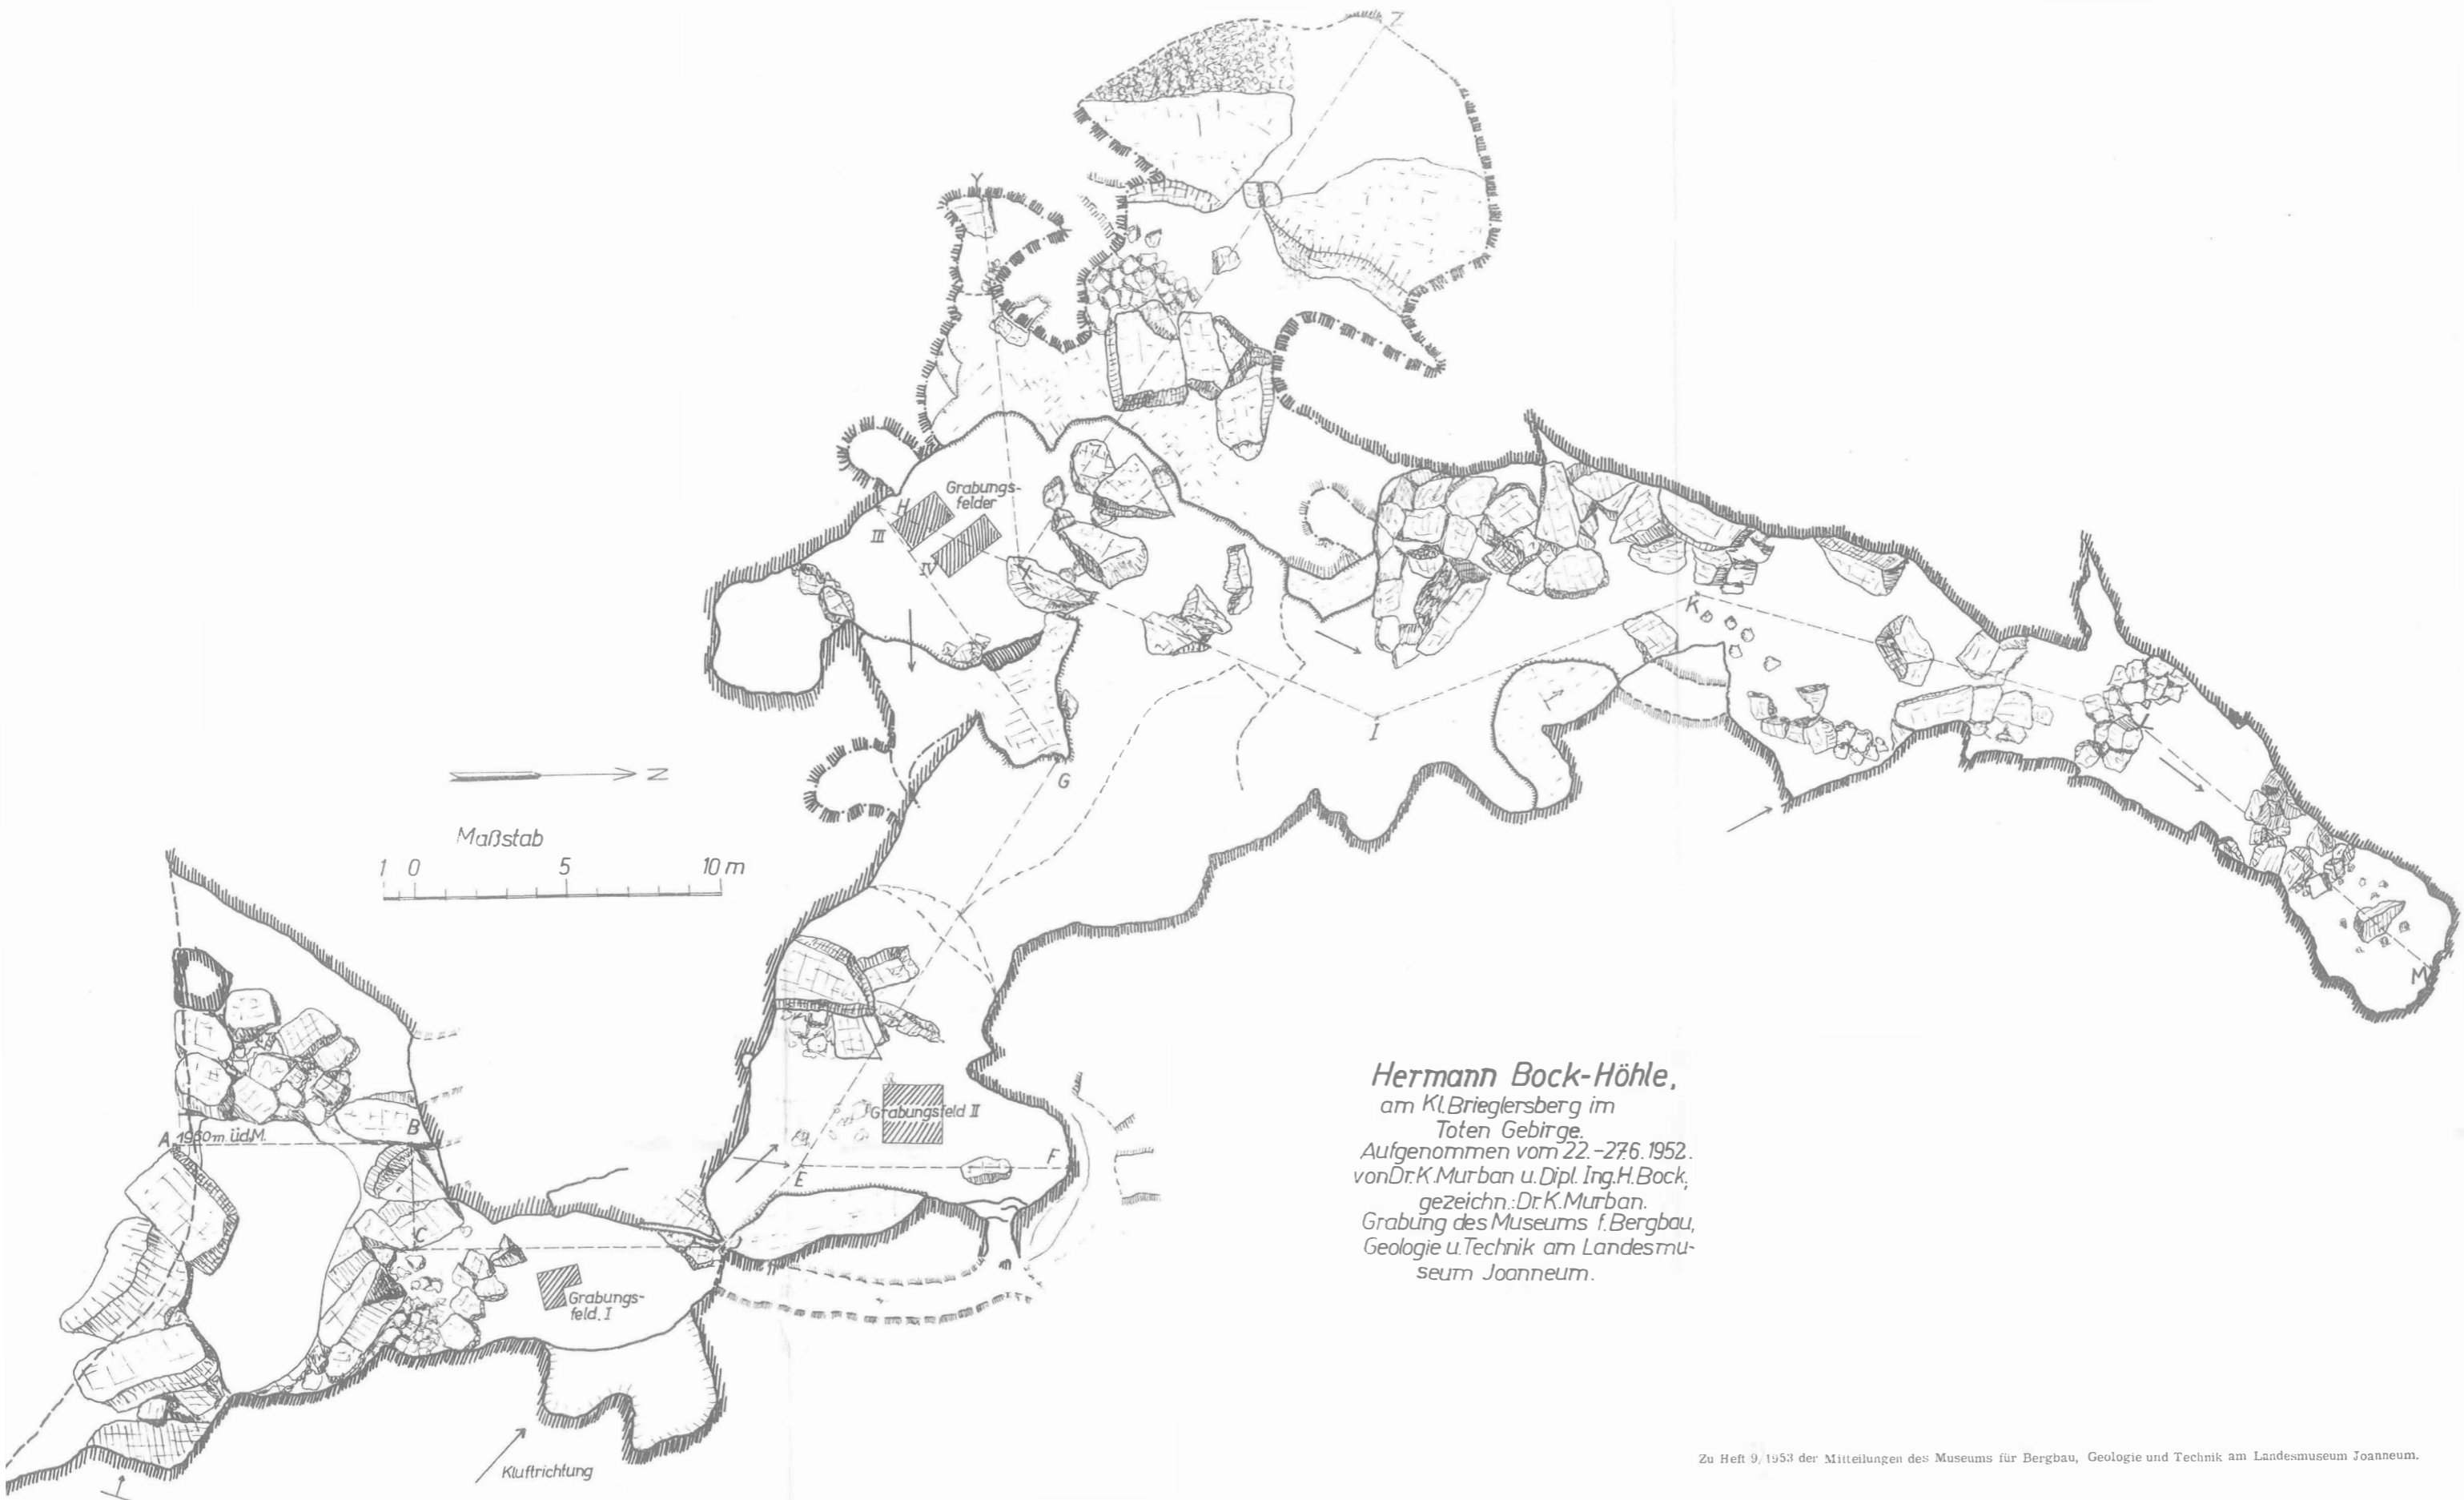 Z
Y
Grabungs-
felder
H
III
IV
X
K
I
L
G
N
Maßstab
1 0 5 10 m
M
Hermann Bock-Höhle,
am Kl. Brieglersberg im
Toten Gebirge.
Aufgenommen vom 22.-27.6.1952.
von Dr. K. Murban u. Dipl. Ing. H. Bock,
gezeichn.: Dr. K. Murban.
Grabung des Museums f. Bergbau,
Geologie u. Technik am Landesmu-
seum Joanneum.
Grabungsfeld II
A 1960m. üd.M. B
E F
C
Grabungs-
feld. I
Kluftrichtung
Zu Heft 9/1953 der Mitteilungen des Museums für Bergbau, Geologie und Technik am Landesmuseum Joanneum.